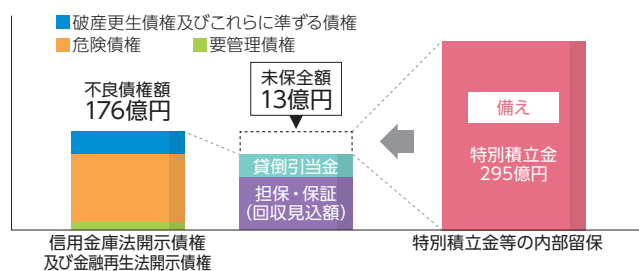 破産更生債権及びこれらに準ずる債権
危険債権 要管理債権
不良債権額
176億円
未保全額
13億円
貸倒引当金
担保・保証
(回収見込額)
備え
特別積立金
295億円
信用金庫法開示債権
及び金融再生法開示債権
特別積立金等の内部留保